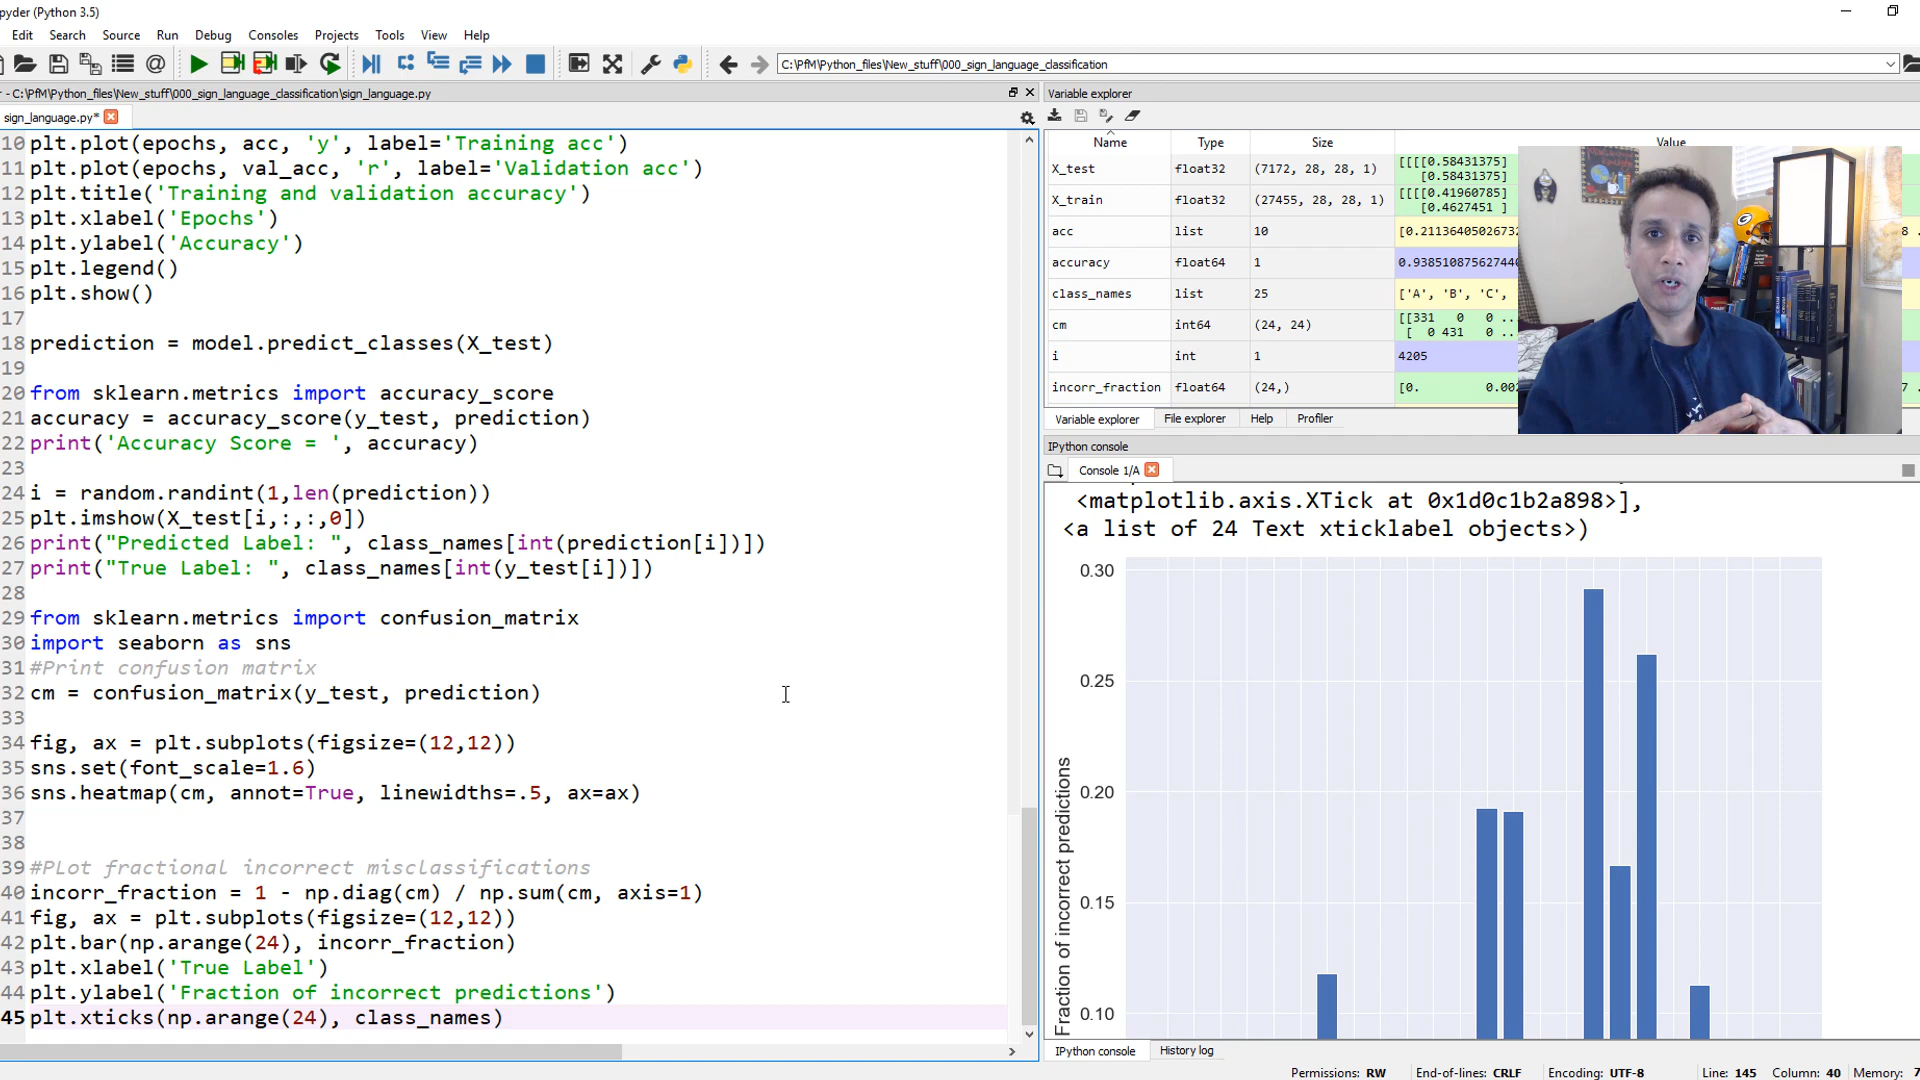 pyder (Python 3.5)
Edit Search Source Run Debug Consoles Projects Tools View Help
C:\PfM\Python_files\New_stuff\000_sign_language_classification
r - C:\PfM\Python_files\New_stuff\000_sign_language_classification\sign_language.py
sign_language.py*
10 plt.plot(epochs, acc, 'y', label='Training acc')
11 plt.plot(epochs, val_acc, 'r', label='Validation acc')
12 plt.title('Training and validation accuracy')
13 plt.xlabel('Epochs')
14 plt.ylabel('Accuracy')
15 plt.legend()
16 plt.show()
17
18 prediction = model.predict_classes(X_test)
19
20 from sklearn.metrics import accuracy_score
21 accuracy = accuracy_score(y_test, prediction)
22 print('Accuracy Score = ', accuracy)
23
24 i = random.randint(1,len(prediction))
25 plt.imshow(X_test[i,:,:,0])
26 print("Predicted Label: ", class_names[int(prediction[i])])
27 print("True Label: ", class_names[int(y_test[i])])
28
29 from sklearn.metrics import confusion_matrix
30 import seaborn as sns
31 #Print confusion matrix
32 cm = confusion_matrix(y_test, prediction)
33
34 fig, ax = plt.subplots(figsize=(12,12))
35 sns.set(font_scale=1.6)
36 sns.heatmap(cm, annot=True, linewidths=.5, ax=ax)
37
38
39 #PLot fractional incorrect misclassifications
40 incorr_fraction = 1 - np.diag(cm) / np.sum(cm, axis=1)
41 fig, ax = plt.subplots(figsize=(12,12))
42 plt.bar(np.arange(24), incorr_fraction)
43 plt.xlabel('True Label')
44 plt.ylabel('Fraction of incorrect predictions')
45 plt.xticks(np.arange(24), class_names)
Variable explorer
Name Type Size Value
X_test float32 (7172, 28, 28, 1) [[[[0.58431375]
[0.58431375]
X_train float32 (27455, 28, 28, 1) [[[[0.41960785]
[0.4627451 ]
acc list 10 [0.21136405026732
accuracy float64 1 0.938510875627440
class_names list 25 ['A', 'B', 'C',
cm int64 (24, 24) [[331 0 0 ..
[ 0 431 0 ..
i int 1 4205
incorr_fraction float64 (24,) [0. 0.002
Variable explorer File explorer Help Profiler
IPython console
Console 1/A
<matplotlib.axis.XTick at 0x1d0c1b2a898>],
<a list of 24 Text xticklabel objects>)
0.30
0.25
0.20
0.15
0.10
Fraction of incorrect predictions
IPython console History log
Permissions: RW End-of-lines: CRLF Encoding: UTF-8 Line: 145 Column: 40 Memory: 7